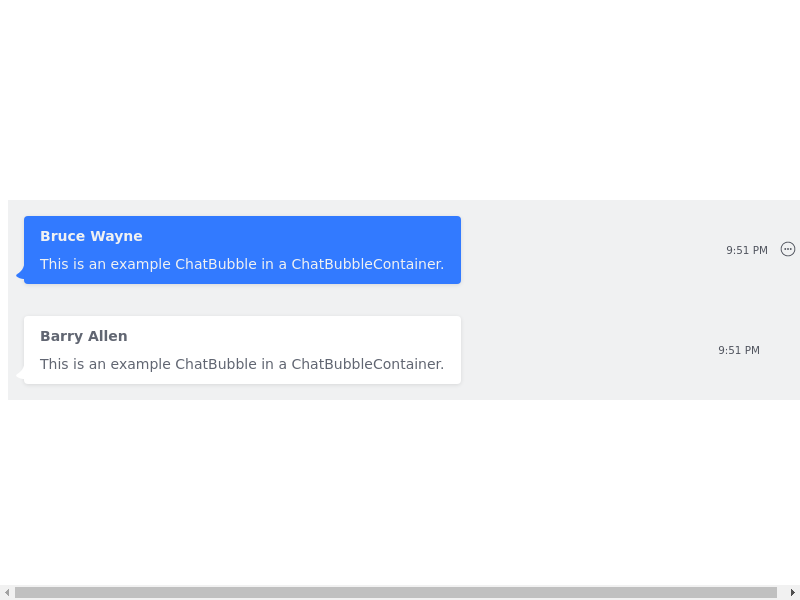 Bruce Wayne
This is an example ChatBubble in a ChatBubbleContainer.
9:51 PM
Barry Allen
This is an example ChatBubble in a ChatBubbleContainer.
9:51 PM